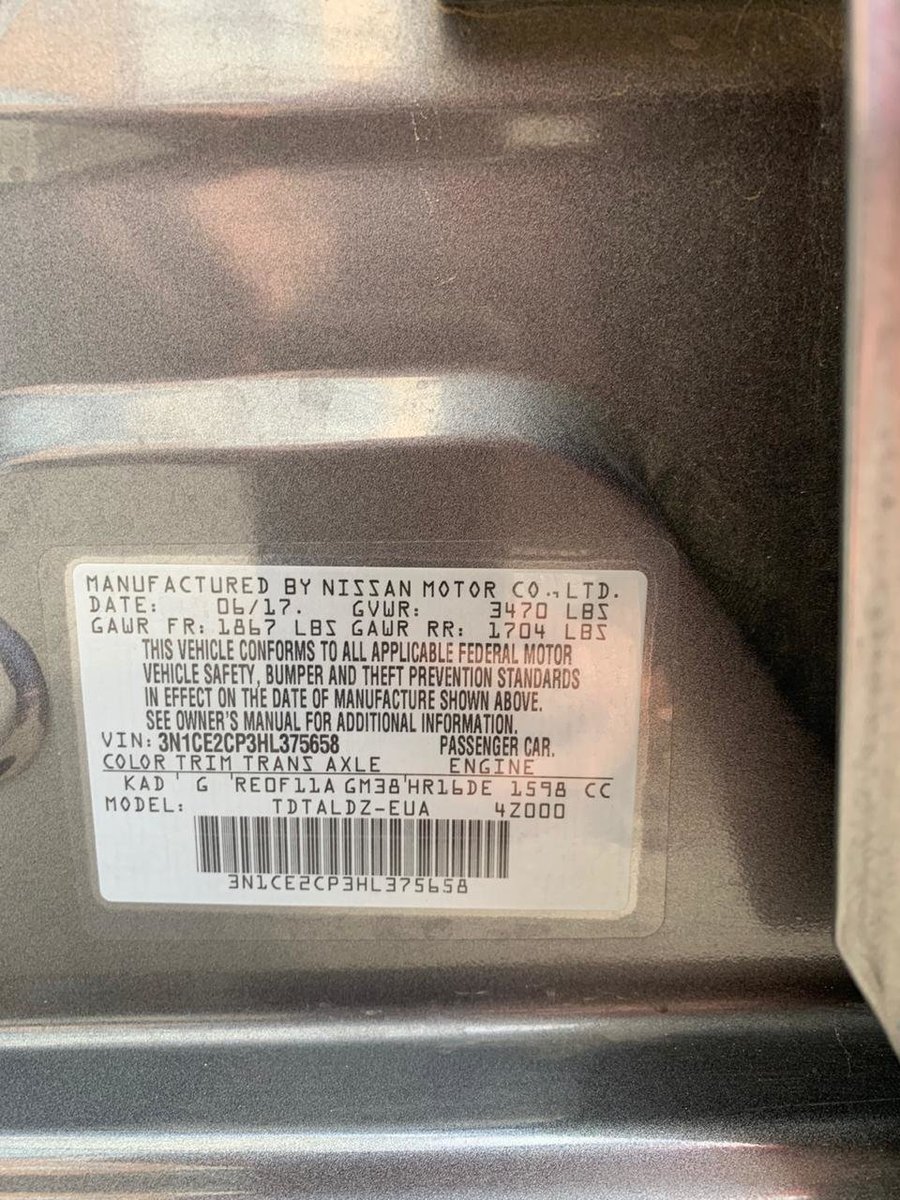 MANUFACTURED BY NISSAN MOTOR CO., LTD.
DATE: 06/17. GVWR: 3470 LBS
GAWR FR: 1867 LBS GAWR RR: 1704 LBS
THIS VEHICLE CONFORMS TO ALL APPLICABLE FEDERAL MOTOR
VEHICLE SAFETY, BUMPER AND THEFT PREVENTION STANDARDS
IN EFFECT ON THE DATE OF MANUFACTURE SHOWN ABOVE.
SEE OWNER'S MANUAL FOR ADDITIONAL INFORMATION.
VIN: 3N1CE2CP3HL375658 PASSENGER CAR.
COLOR TRIM TRANS AXLE ENGINE
KAD G RE0F11A GM38 HR16DE 1598 CC
MODEL: TDTALDZ-EUA 4Z000
3N1CE2CP3HL375658